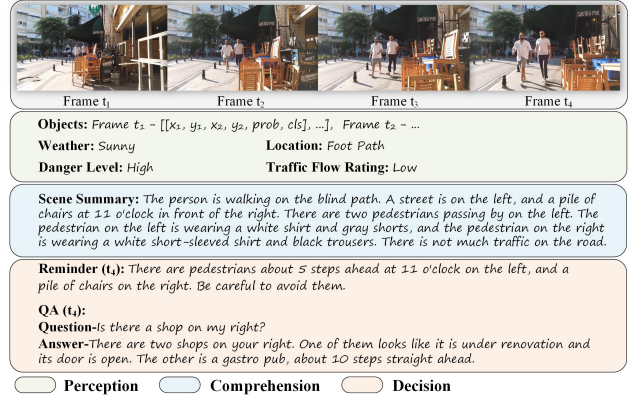 GASTRO PUB
Frame t₁
Frame t₂
Frame t₃
Frame t₄
Objects: Frame t₁ - [[x₁, y₁, x₂, y₂, prob, cls], ...], Frame t₂ - ...
Weather: Sunny
Location: Foot Path
Danger Level: High
Traffic Flow Rating: Low
Scene Summary: The person is walking on the blind path. A street is on the left, and a pile of
chairs at 11 o'clock in front of the right. There are two pedestrians passing by on the left. The
pedestrian on the left is wearing a white shirt and gray shorts, and the pedestrian on the right
is wearing a white short-sleeved shirt and black trousers. There is not much traffic on the road.
Reminder (t₄): There are pedestrians about 5 steps ahead at 11 o'clock on the left, and a
pile of chairs on the right. Be careful to avoid them.
QA (t₄):
Question-Is there a shop on my right?
Answer-There are two shops on your right. One of them looks like it is under renovation and
its door is open. The other is a gastro pub, about 10 steps straight ahead.
Perception
Comprehension
Decision